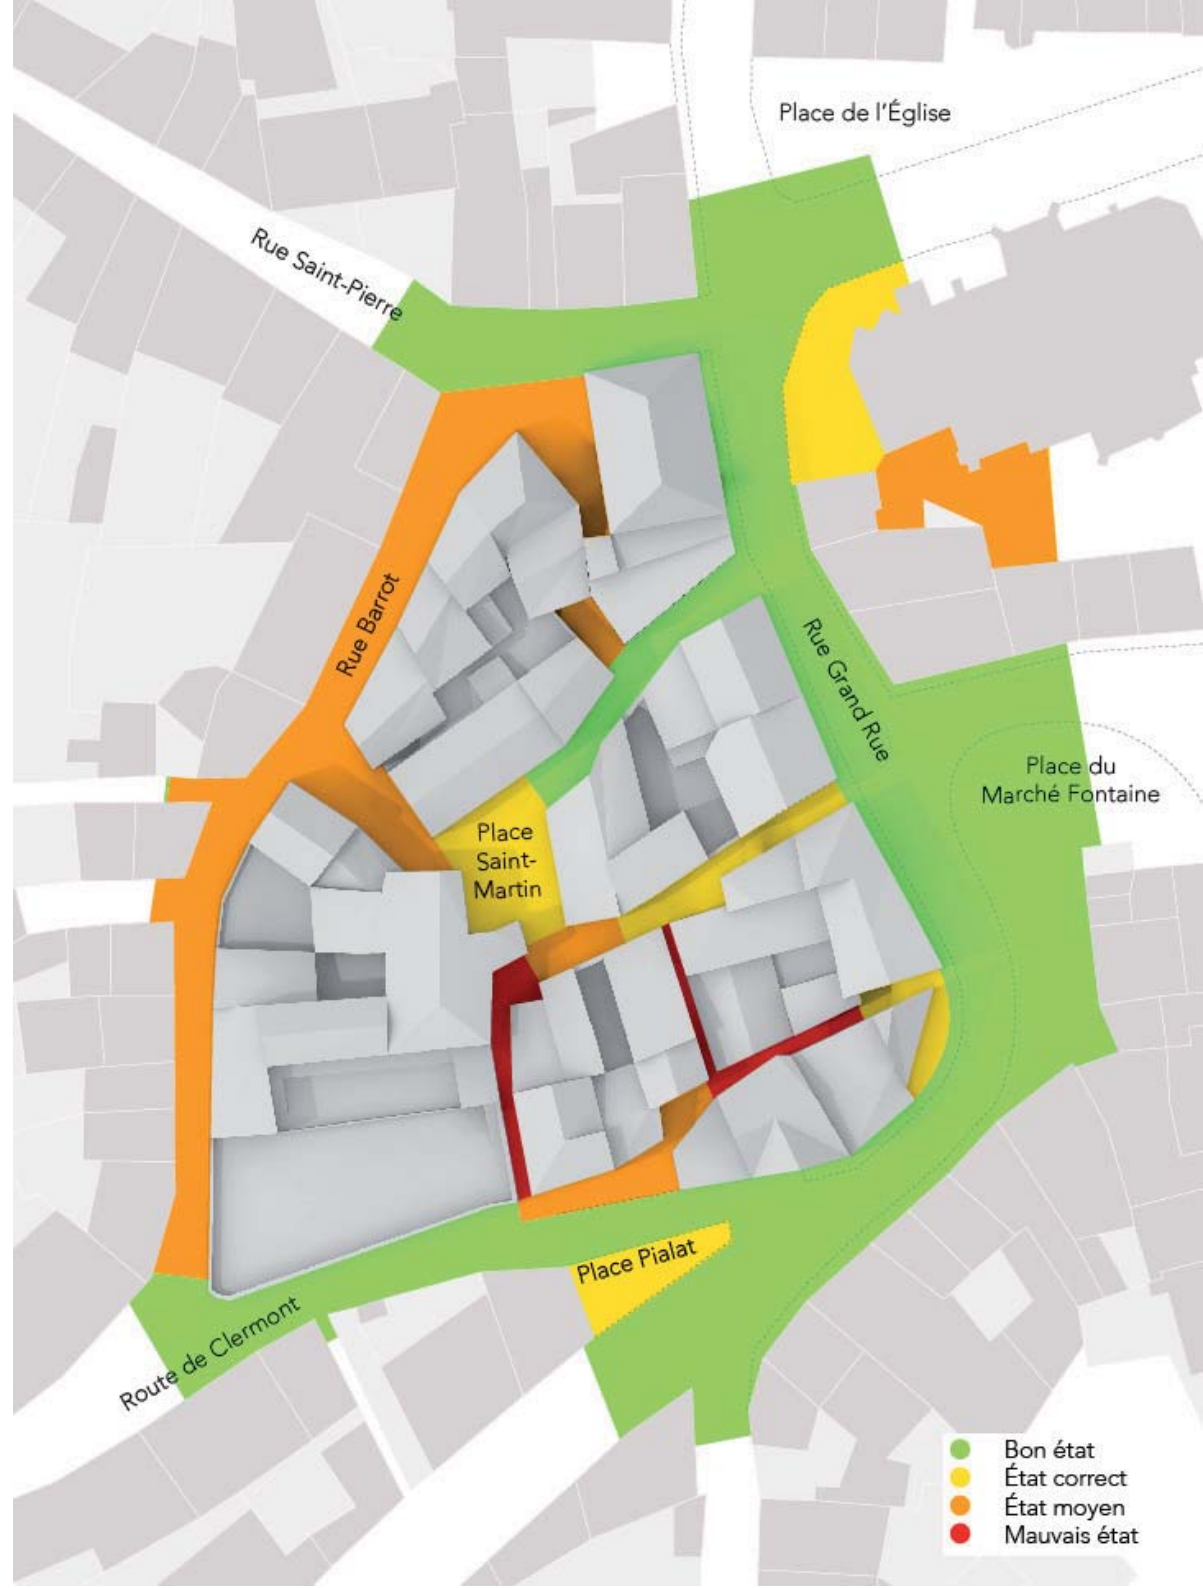 Place de l'Église
Rue Saint-Pierre
Rue Barrot
Rue Grand Rue
Place du
Marché Fontaine
Place
Saint-
Martin
Place Pialat
Route de Clermont
Bon état
État correct
État moyen
Mauvais état